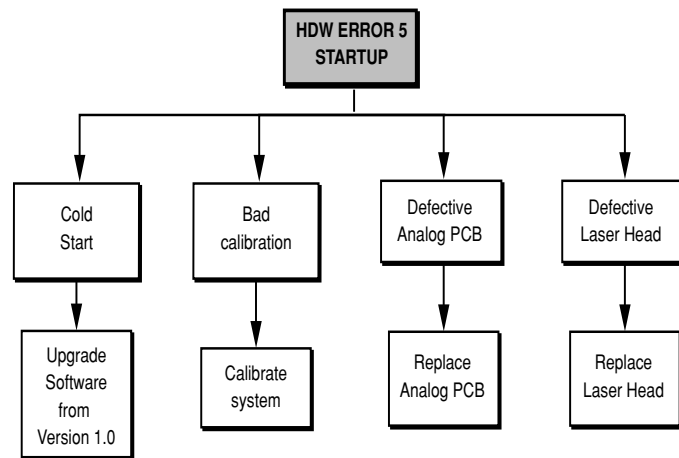 HDW ERROR 5
STARTUP
Cold
Start
Bad
calibration
Defective
Analog PCB
Defective
Laser Head
Upgrade
Software
from
Version 1.0
Calibrate
system
Replace
Analog PCB
Replace
Laser Head